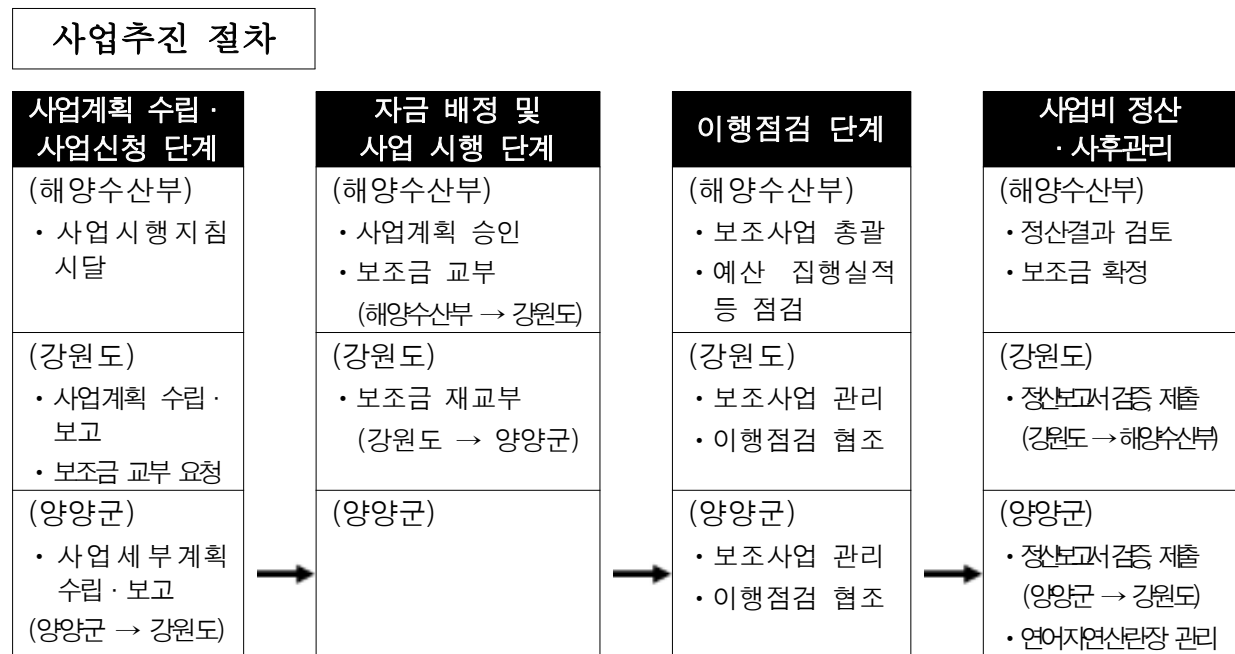 사업추진 절차
사업계획 수립 ·
사업신청 단계
(해양수산부)
· 사업시행지침
시달
(강원도)
· 사업계획 수립 ·
보고
· 보조금 교부 요청
(양양군)
· 사업세부계획
수립 · 보고
(양양군 → 강원도)
자금 배정 및
사업 시행 단계
(해양수산부)
· 사업계획 승인
· 보조금 교부
(해양수산부 → 강원도)
(강원도)
· 보조금 재교부
(강원도 → 양양군)
(양양군)
이행점검 단계
(해양수산부)
· 보조사업 총괄
· 예산 집행실적
등 점검
(강원도)
· 보조사업 관리
· 이행점검 협조
(양양군)
· 보조사업 관리
· 이행점검 협조
사업비 정산
· 사후관리
(해양수산부)
· 정산결과 검토
· 보조금 확정
(강원도)
· 정산보고서 검증, 제출
(강원도 → 해양수산부)
(양양군)
· 정산보고서 검증, 제출
(양양군 → 강원도)
· 연어자연산란장 관리